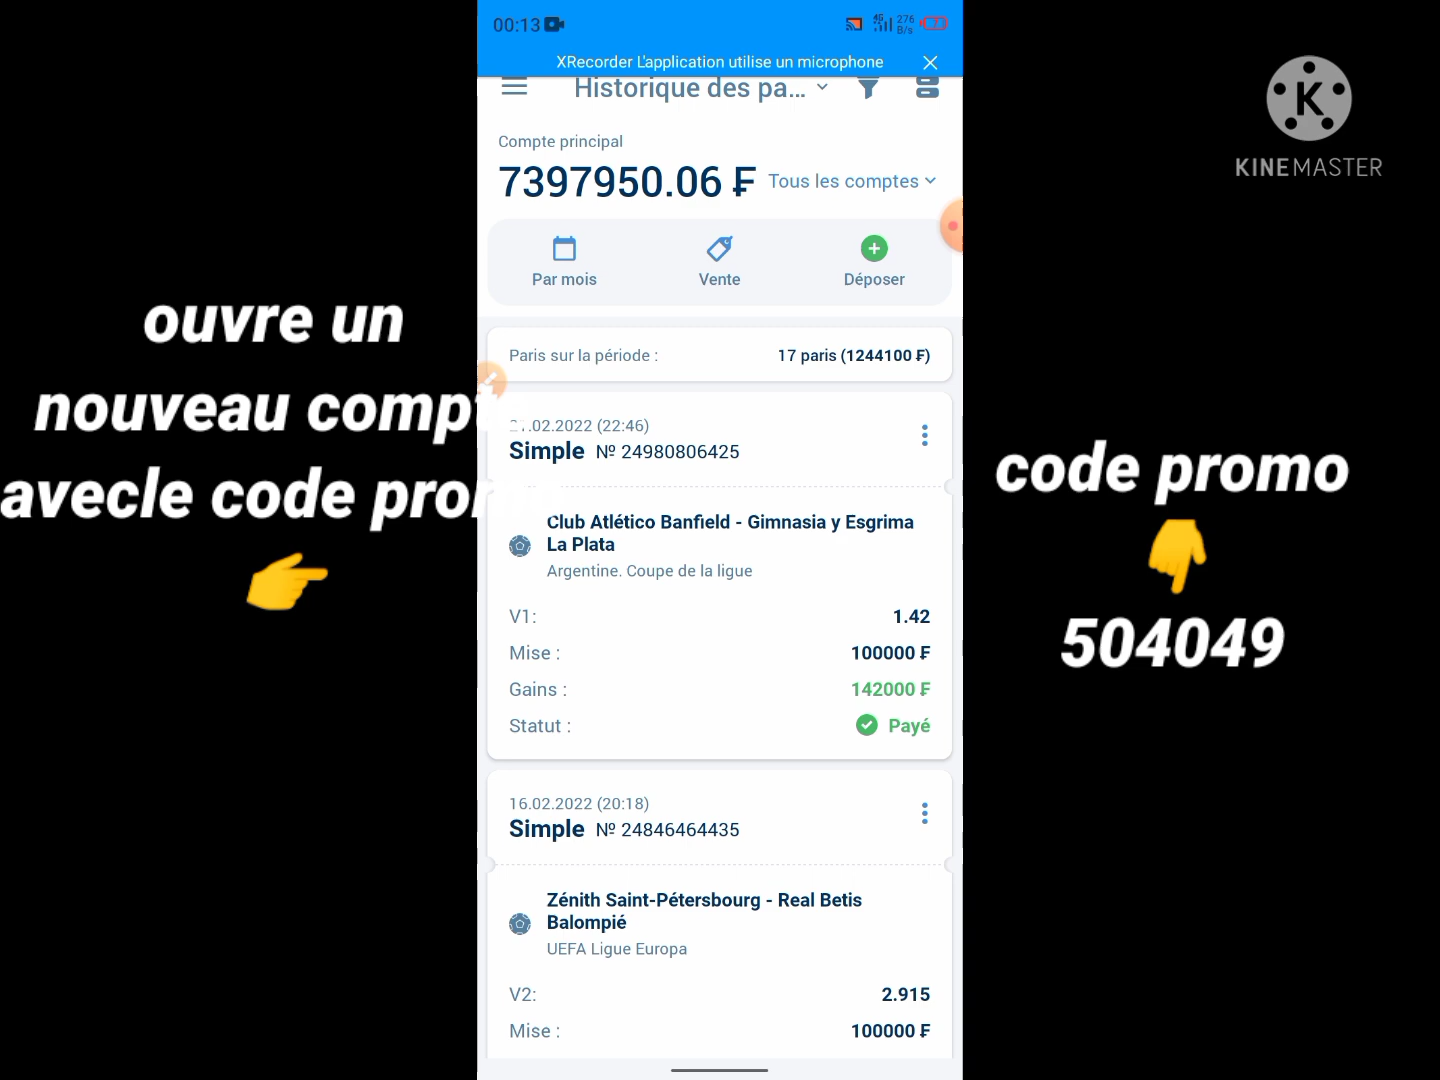 00:13
4G
276
B/s
XRecorder L'application utilise un microphone
Historique des pa...
Compte principal
7397950.06 ₣ Tous les comptes
Par mois
Vente
Déposer
Paris sur la période : 17 paris (1244100 ₣)
.02.2022 (22:46)
Simple № 24980806425
Club Atlético Banfield - Gimnasia y Esgrima
La Plata
Argentine. Coupe de la ligue
V1: 1.42
Mise : 100000 ₣
Gains : 142000 ₣
Statut : Payé
16.02.2022 (20:18)
Simple № 24846464435
Zénith Saint-Pétersbourg - Real Betis
Balompié
UEFA Ligue Europa
V2: 2.915
Mise : 100000 ₣
ouvre un
nouveau compte
avecle code promo
K
KINEMASTER
code promo
504049